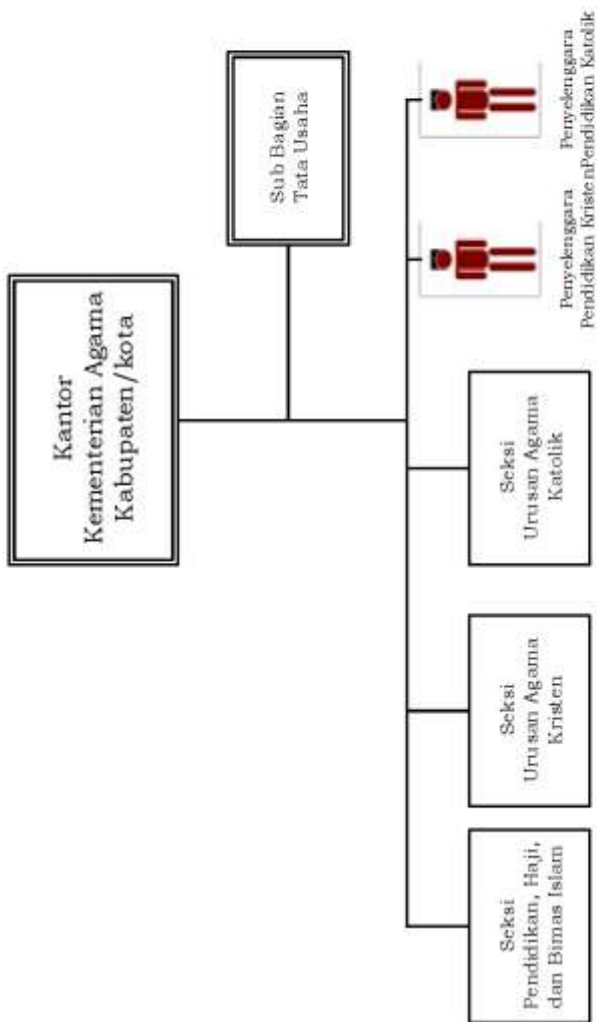 Kantor
Kementerian Agama
Kabupaten/kota
Sub Bagian
Tata Usaha
Seksi
Pendidikan, Haji,
dan Bimas Islam
Seksi
Urusan Agama
Kristen
Seksi
Urusan Agama
Katolik
Penyelenggara
Pendidikan Kristen
Penyelenggara
Pendidikan Katolik